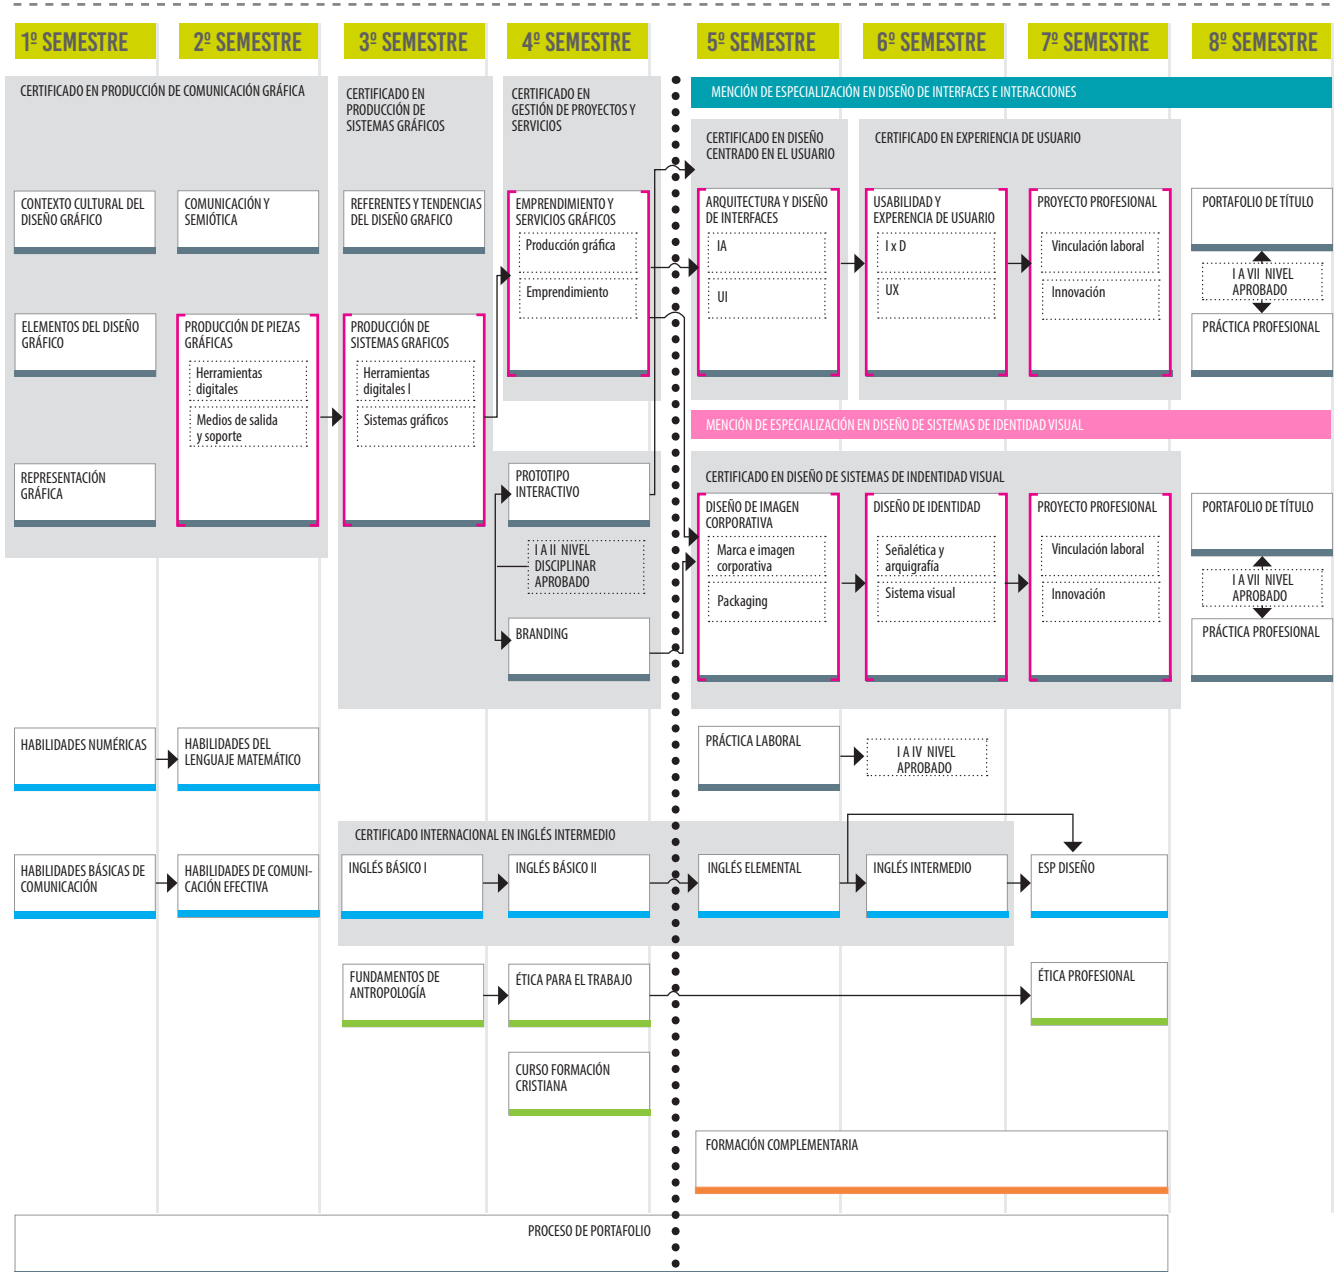 1º SEMESTRE
2º SEMESTRE
3º SEMESTRE
4º SEMESTRE
5º SEMESTRE
6º SEMESTRE
7º SEMESTRE
8º SEMESTRE
CERTIFICADO EN PRODUCCIÓN DE COMUNICACIÓN GRÁFICA
CERTIFICADO EN
PRODUCCIÓN DE
SISTEMAS GRÁFICOS
CERTIFICADO EN
GESTIÓN DE PROYECTOS Y
SERVICIOS
MENCIÓN DE ESPECIALIZACIÓN EN DISEÑO DE INTERFACES E INTERACCIONES
CERTIFICADO EN DISEÑO
CENTRADO EN EL USUARIO
CERTIFICADO EN EXPERIENCIA DE USUARIO
CONTEXTO CULTURAL DEL
DISEÑO GRÁFICO
COMUNICACIÓN Y
SEMIÓTICA
REFERENTES Y TENDENCIAS
DEL DISEÑO GRAFICO
EMPRENDIMIENTO Y
SERVICIOS GRÁFICOS
Producción gráfica
Emprendimiento
ARQUITECTURA Y DISEÑO
DE INTERFACES
IA
UI
USABILIDAD Y
EXPERENCIA DE USUARIO
I x D
UX
PROYECTO PROFESIONAL
Vinculación laboral
Innovación
PORTAFOLIO DE TÍTULO
I A VII NIVEL
APROBADO
PRÁCTICA PROFESIONAL
ELEMENTOS DEL DISEÑO
GRÁFICO
PRODUCCIÓN DE PIEZAS
GRÁFICAS
Herramientas
digitales
Medios de salida
y soporte
PRODUCCIÓN DE
SISTEMAS GRAFICOS
Herramientas
digitales I
Sistemas gráficos
MENCIÓN DE ESPECIALIZACIÓN EN DISEÑO DE SISTEMAS DE IDENTIDAD VISUAL
REPRESENTACIÓN
GRÁFICA
PROTOTIPO
INTERACTIVO
I A II NIVEL
DISCIPLINAR
APROBADO
BRANDING
CERTIFICADO EN DISEÑO DE SISTEMAS DE INDENTIDAD VISUAL
DISEÑO DE IMAGEN
CORPORATIVA
Marca e imagen
corporativa
Packaging
DISEÑO DE IDENTIDAD
Señalética y
arquigrafía
Sistema visual
PROYECTO PROFESIONAL
Vinculación laboral
Innovación
PORTAFOLIO DE TÍTULO
I A VII NIVEL
APROBADO
PRÁCTICA PROFESIONAL
HABILIDADES NUMÉRICAS
HABILIDADES DEL
LENGUAJE MATEMÁTICO
PRÁCTICA LABORAL
I A IV NIVEL
APROBADO
CERTIFICADO INTERNACIONAL EN INGLÉS INTERMEDIO
HABILIDADES BÁSICAS DE
COMUNICACIÓN
HABILIDADES DE COMUNI-
CACIÓN EFECTIVA
INGLÉS BÁSICO I
INGLÉS BÁSICO II
INGLÉS ELEMENTAL
INGLÉS INTERMEDIO
ESP DISEÑO
FUNDAMENTOS DE
ANTROPOLOGÍA
ÉTICA PARA EL TRABAJO
ÉTICA PROFESIONAL
CURSO FORMACIÓN
CRISTIANA
FORMACIÓN COMPLEMENTARIA
PROCESO DE PORTAFOLIO